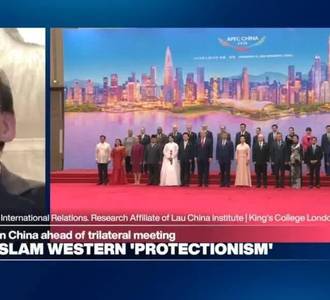 APEC CHINA
2026
International Relations. Research Affiliate of Lau China Institute | King's College London
n China ahead of trilateral meeting
SLAM WESTERN 'PROTECTIONISM'